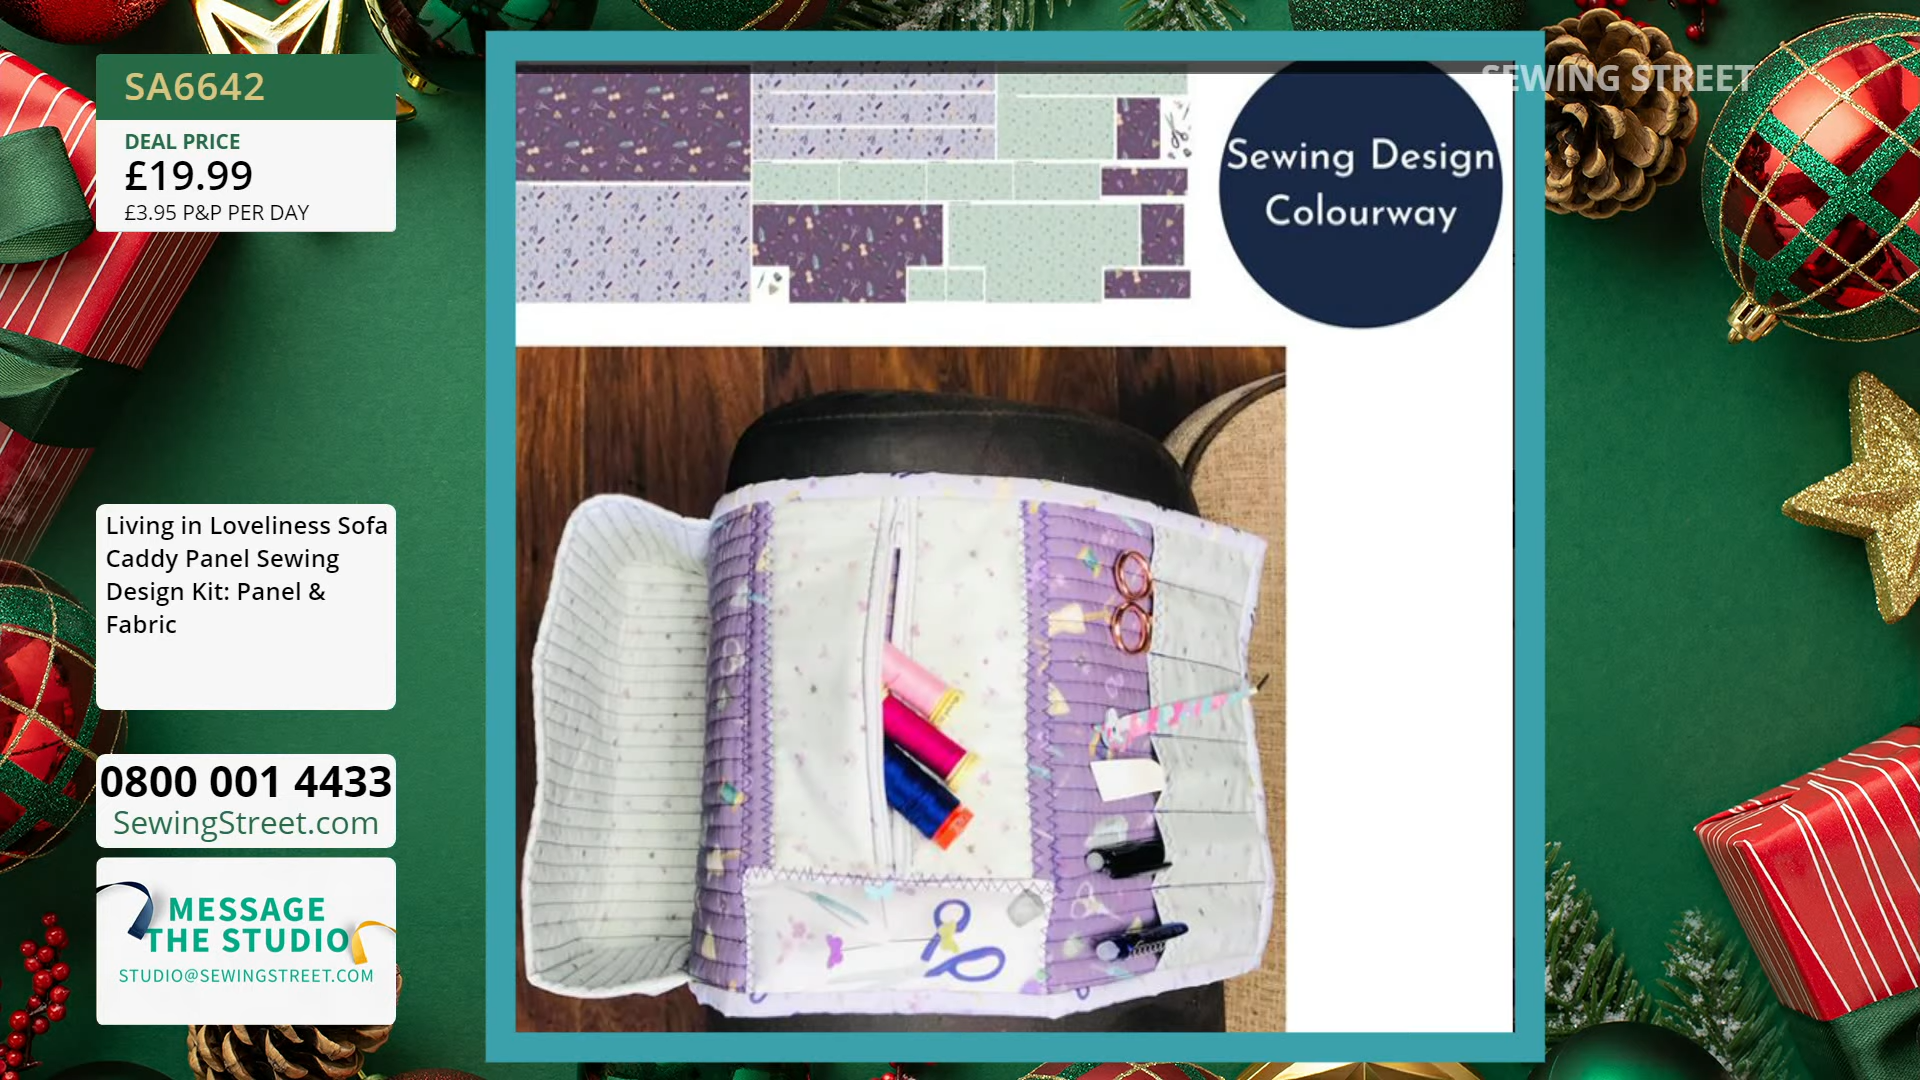 SA6642
DEAL PRICE
£19.99
£3.95 P&P PER DAY
Living in Loveliness Sofa
Caddy Panel Sewing
Design Kit: Panel &
Fabric
0800 001 4433
SewingStreet.com
MESSAGE
THE STUDIO
STUDIO@SEWINGSTREET.COM
SEWING STREET
Sewing Design
Colourway